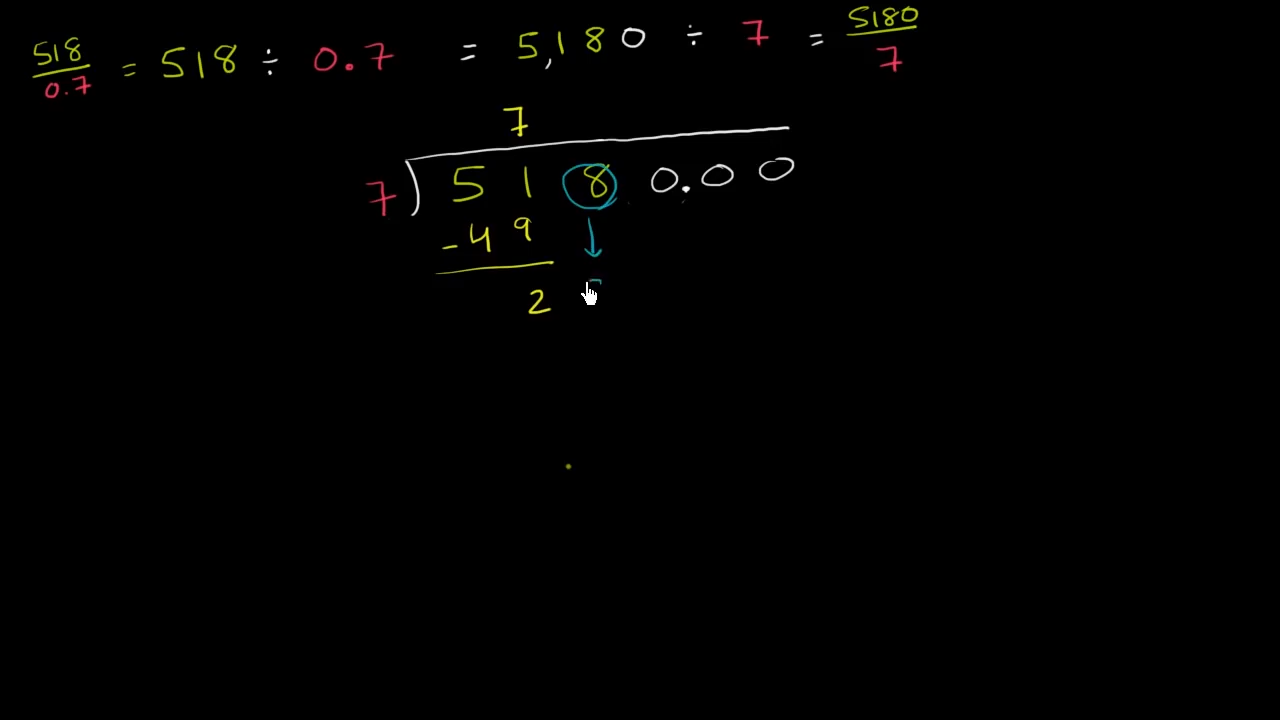 518/0.7 = 518 ÷ 0.7 = 5,180 ÷ 7 = 5180/7
7
7) 5 1 8 0.0 0
- 4 9
2